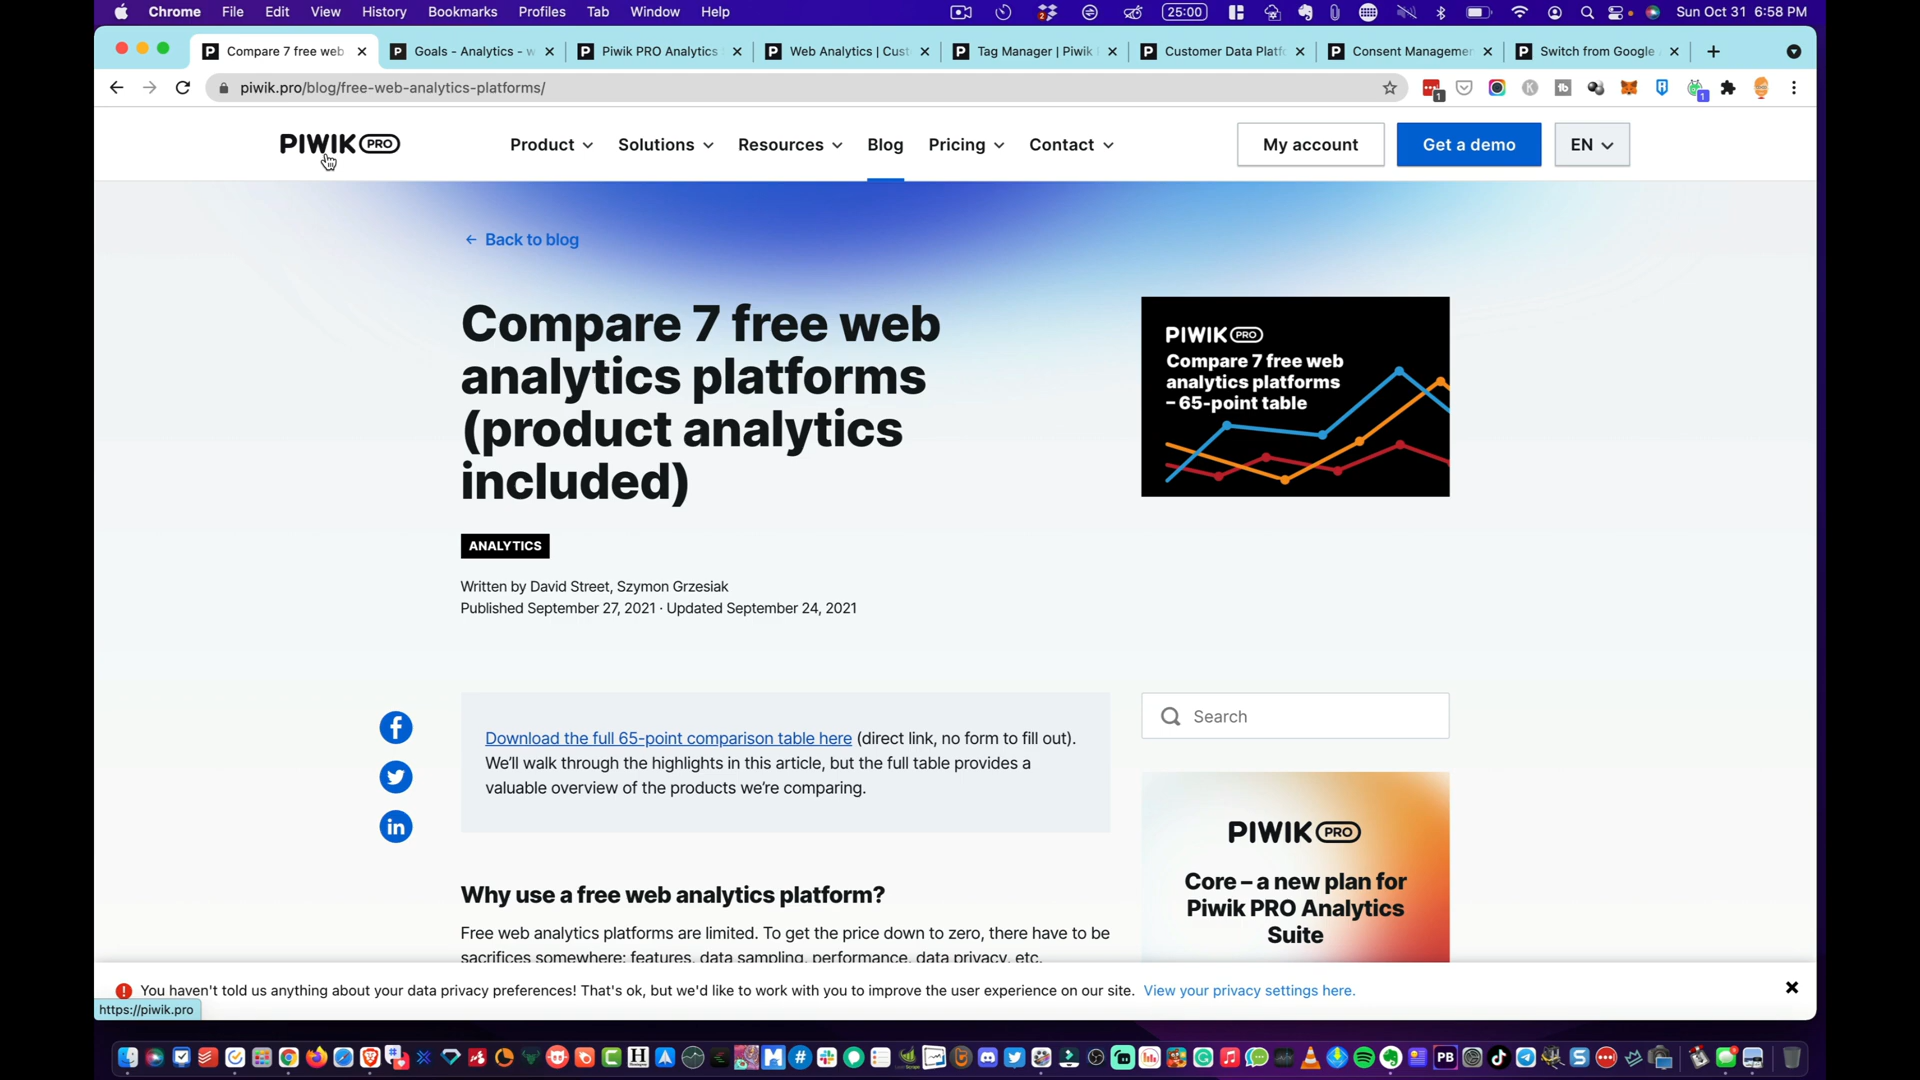 Chrome File Edit View History Bookmarks Profiles Tab Window Help 25:00 Sun Oct 31 6:58 PM
Compare 7 free web Goals - Analytics - Piwik PRO Analytics Web Analytics | Cust Tag Manager | Piwik Customer Data Platf Consent Managemen Switch from Google
piwik.pro/blog/free-web-analytics-platforms/
PIWIK PRO Product Solutions Resources Blog Pricing Contact My account Get a demo EN
← Back to blog
Compare 7 free web
analytics platforms
(product analytics
included)
PIWIK PRO
Compare 7 free web
analytics platforms
– 65-point table
ANALYTICS
Written by David Street, Szymon Grzesiak
Published September 27, 2021 · Updated September 24, 2021
Download the full 65-point comparison table here (direct link, no form to fill out).
We'll walk through the highlights in this article, but the full table provides a
valuable overview of the products we're comparing.
Search
Why use a free web analytics platform?
Free web analytics platforms are limited. To get the price down to zero, there have to be
sacrifices somewhere: features, data sampling, performance, data privacy, etc.
PIWIK PRO
Core – a new plan for
Piwik PRO Analytics
Suite
You haven't told us anything about your data privacy preferences! That's ok, but we'd like to work with you to improve the user experience on our site. View your privacy settings here.
https://piwik.pro